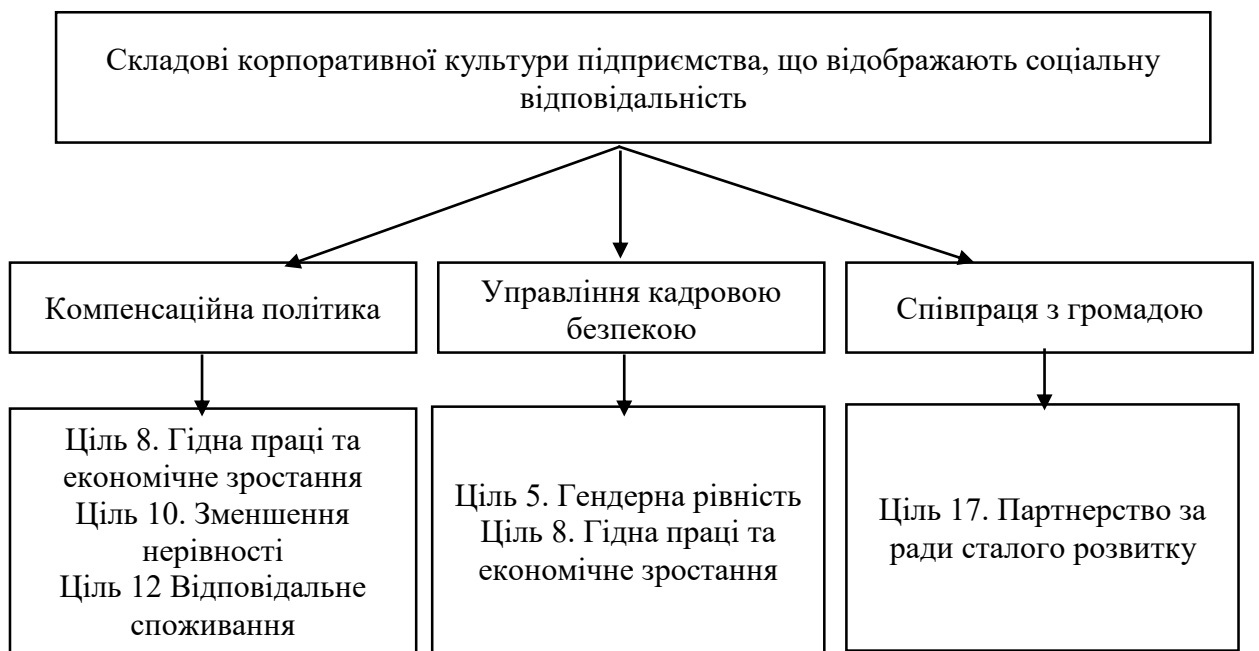 Складові корпоративної культури підприємства, що відображають соціальну
відповідальність
Компенсаційна політика
Управління кадровою
безпекою
Співпраця з громадою
Ціль 8. Гідна праці та
економічне зростання
Ціль 10. Зменшення
нерівності
Ціль 12 Відповідальне
споживання
Ціль 5. Гендерна рівність
Ціль 8. Гідна праці та
економічне зростання
Ціль 17. Партнерство за
ради сталого розвитку